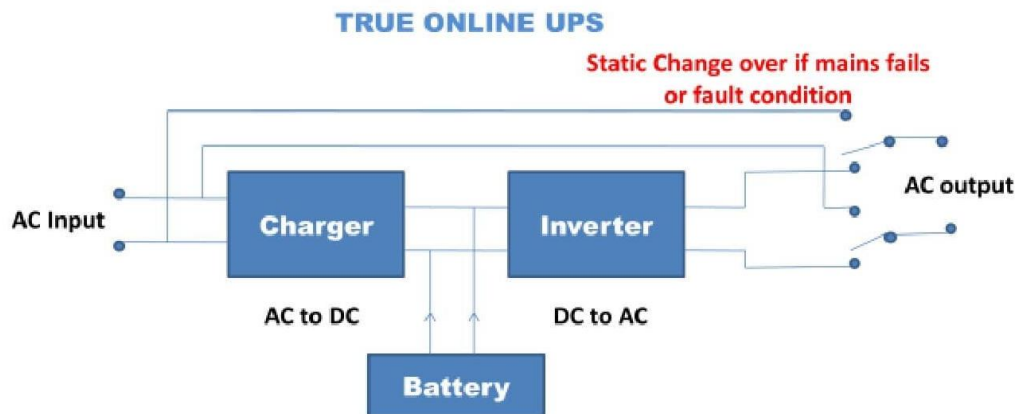 TRUE ONLINE UPS
Static Change over if mains fails
or fault condition
AC Input
Charger
Inverter
AC output
AC to DC
DC to AC
Battery